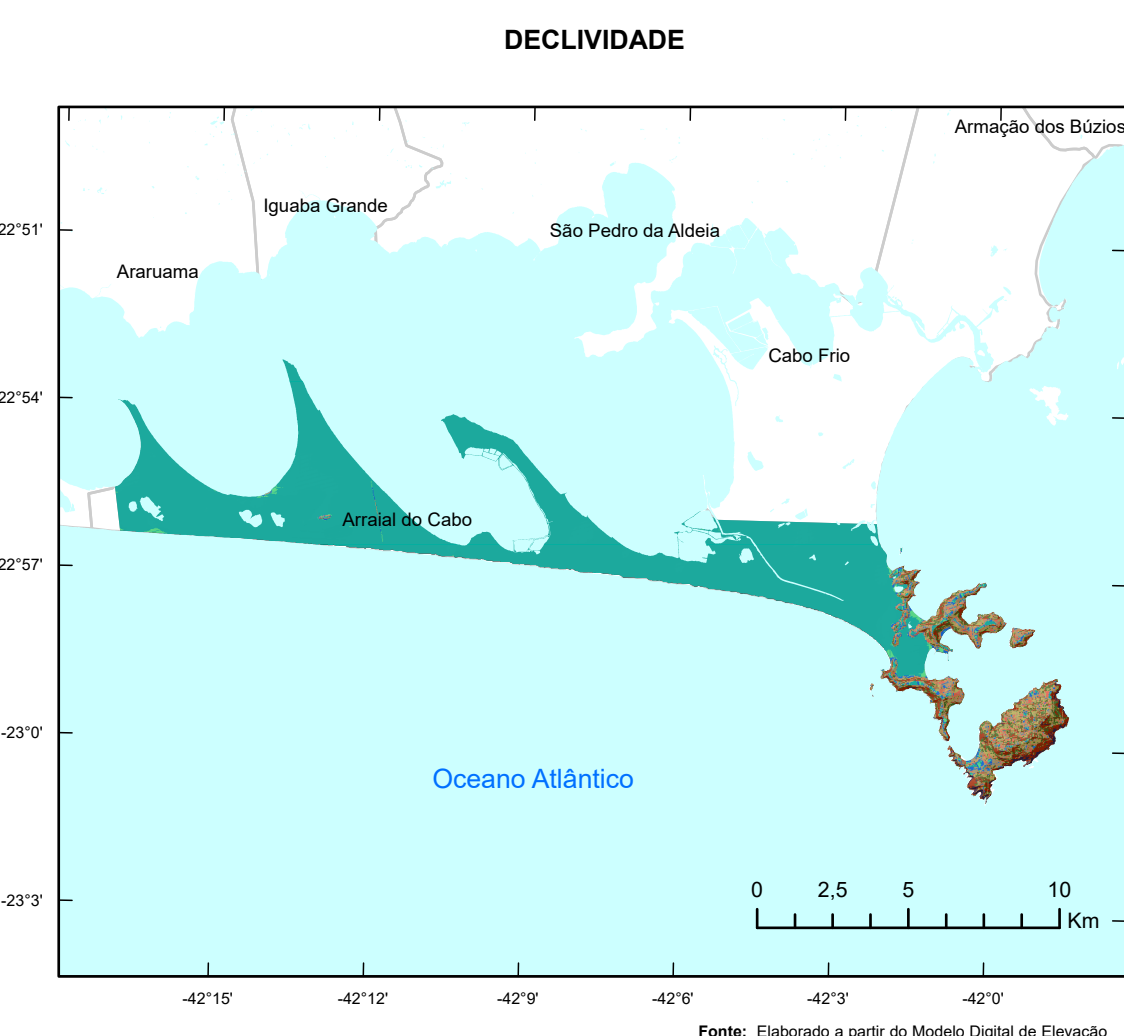 DECLIVIDADE
Armação dos Búzios
Iguaba Grande
22°51'
São Pedro da Aldeia
Araruama
Cabo Frio
22°54'
Arraial do Cabo
22°57'
-23°0'
Oceano Atlântico
0 2,5 5 10
Km
-23°3'
-42°15' -42°12' -42°9' -42°6' -42°3' -42°0'
Fonte: Elaborado a partir do Modelo Digital de Elevação